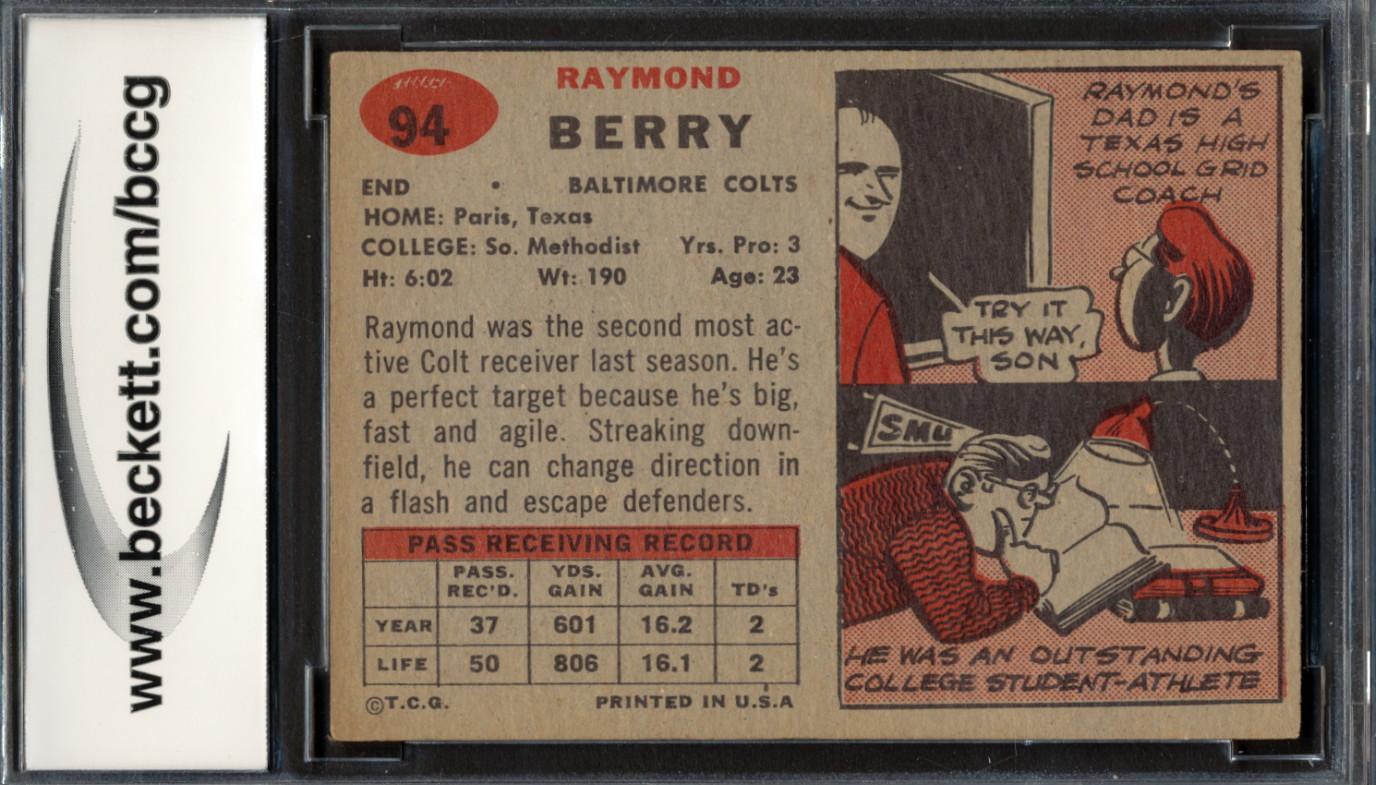 www.beckett.com/bccg
94
RAYMOND
BERRY
END • BALTIMORE COLTS
HOME: Paris, Texas
COLLEGE: So. Methodist Yrs. Pro: 3
Ht: 6:02 Wt: 190 Age: 23
Raymond was the second most ac-
tive Colt receiver last season. He's
a perfect target because he's big,
fast and agile. Streaking down-
field, he can change direction in
a flash and escape defenders.
PASS RECEIVING RECORD
PASS. YDS. AVG.
REC'D. GAIN GAIN TD's
YEAR 37 601 16.2 2
LIFE 50 806 16.1 2
©T.C.G. PRINTED IN U.S.A
RAYMOND'S
DAD IS A
TEXAS HIGH
SCHOOL GRID
COACH
TRY IT
THIS WAY,
SON
SMU
HE WAS AN OUTSTANDING
COLLEGE STUDENT-ATHLETE